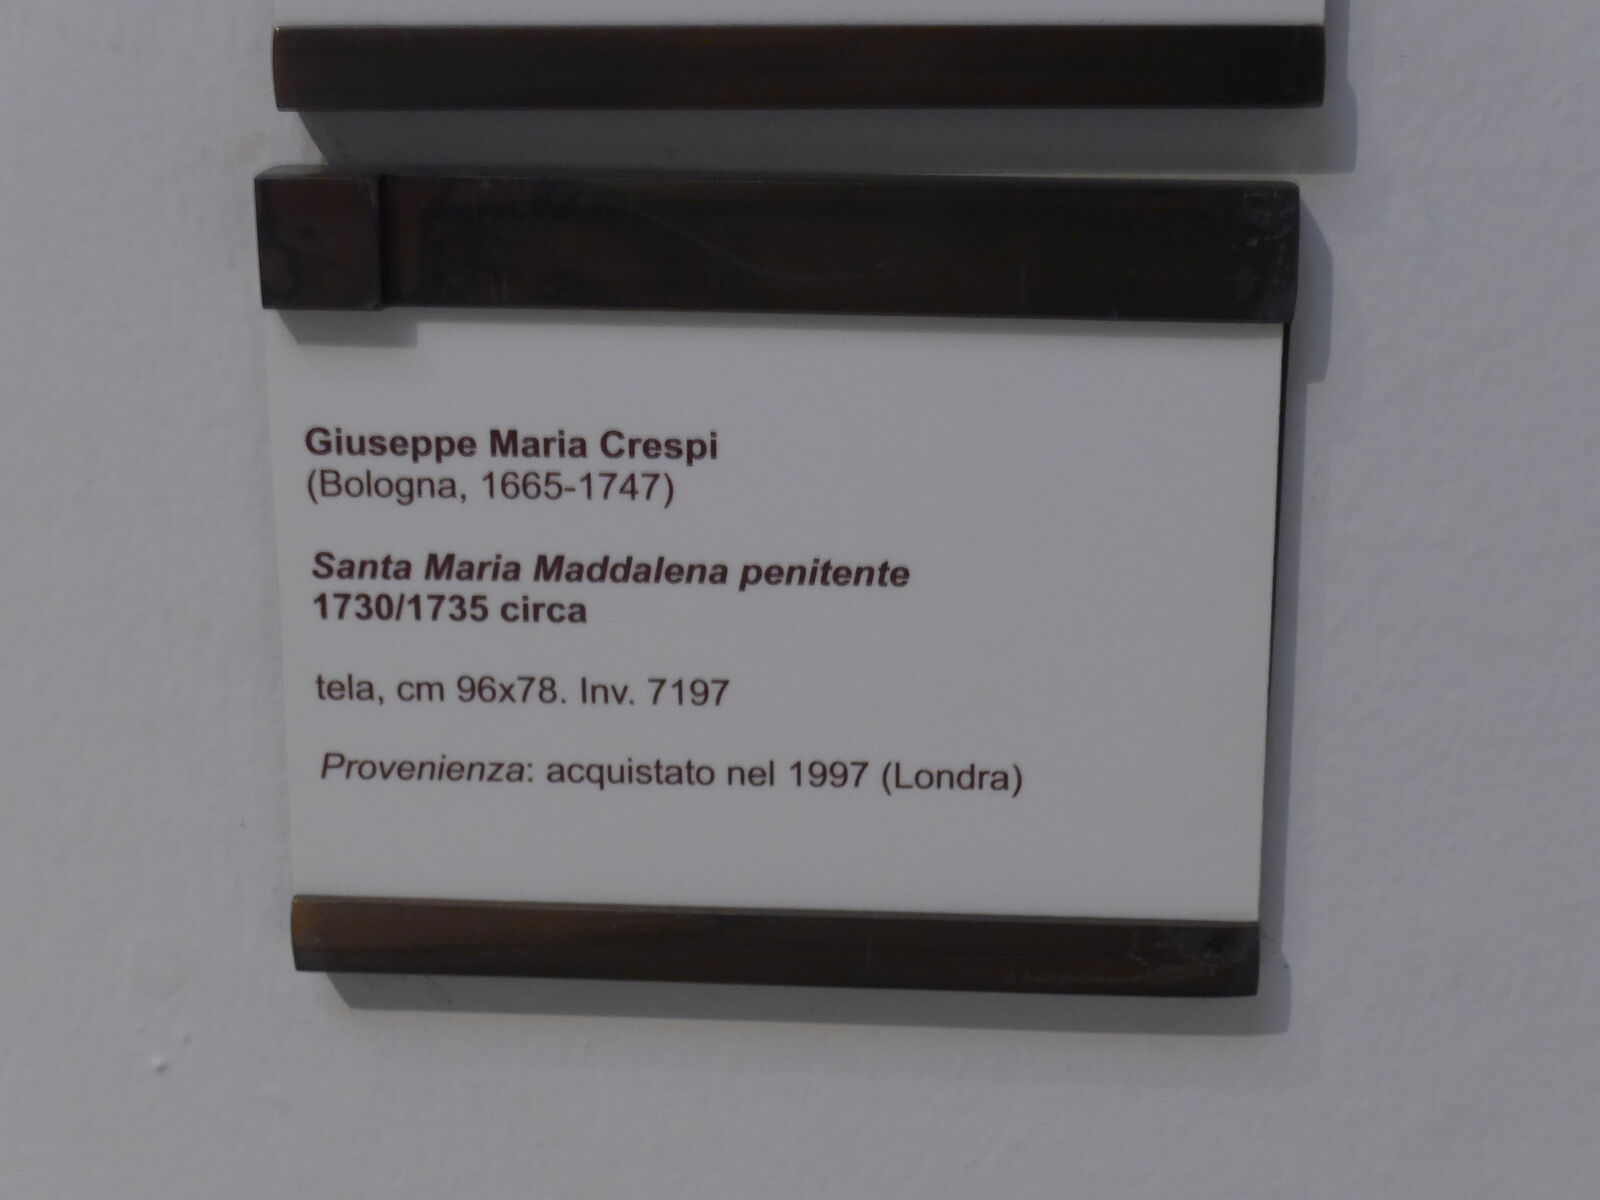 Giuseppe Maria Crespi
(Bologna, 1665-1747)
Santa Maria Maddalena penitente
1730/1735 circa
tela, cm 96x78. Inv. 7197
Provenienza: acquistato nel 1997 (Londra)